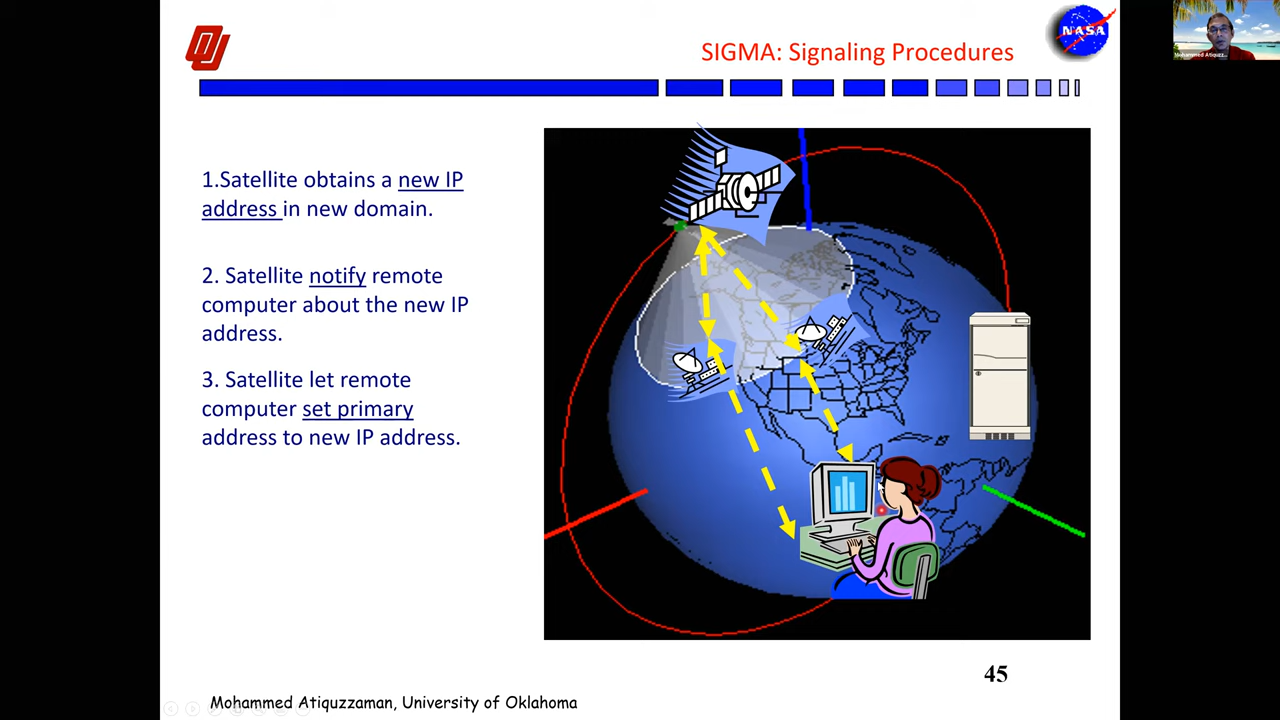 SIGMA: Signaling Procedures
NASA
Mohammed Atiquzz...
1.Satellite obtains a new IP
address in new domain.
2. Satellite notify remote
computer about the new IP
address.
3. Satellite let remote
computer set primary
address to new IP address.
45
Mohammed Atiquzzaman, University of Oklahoma